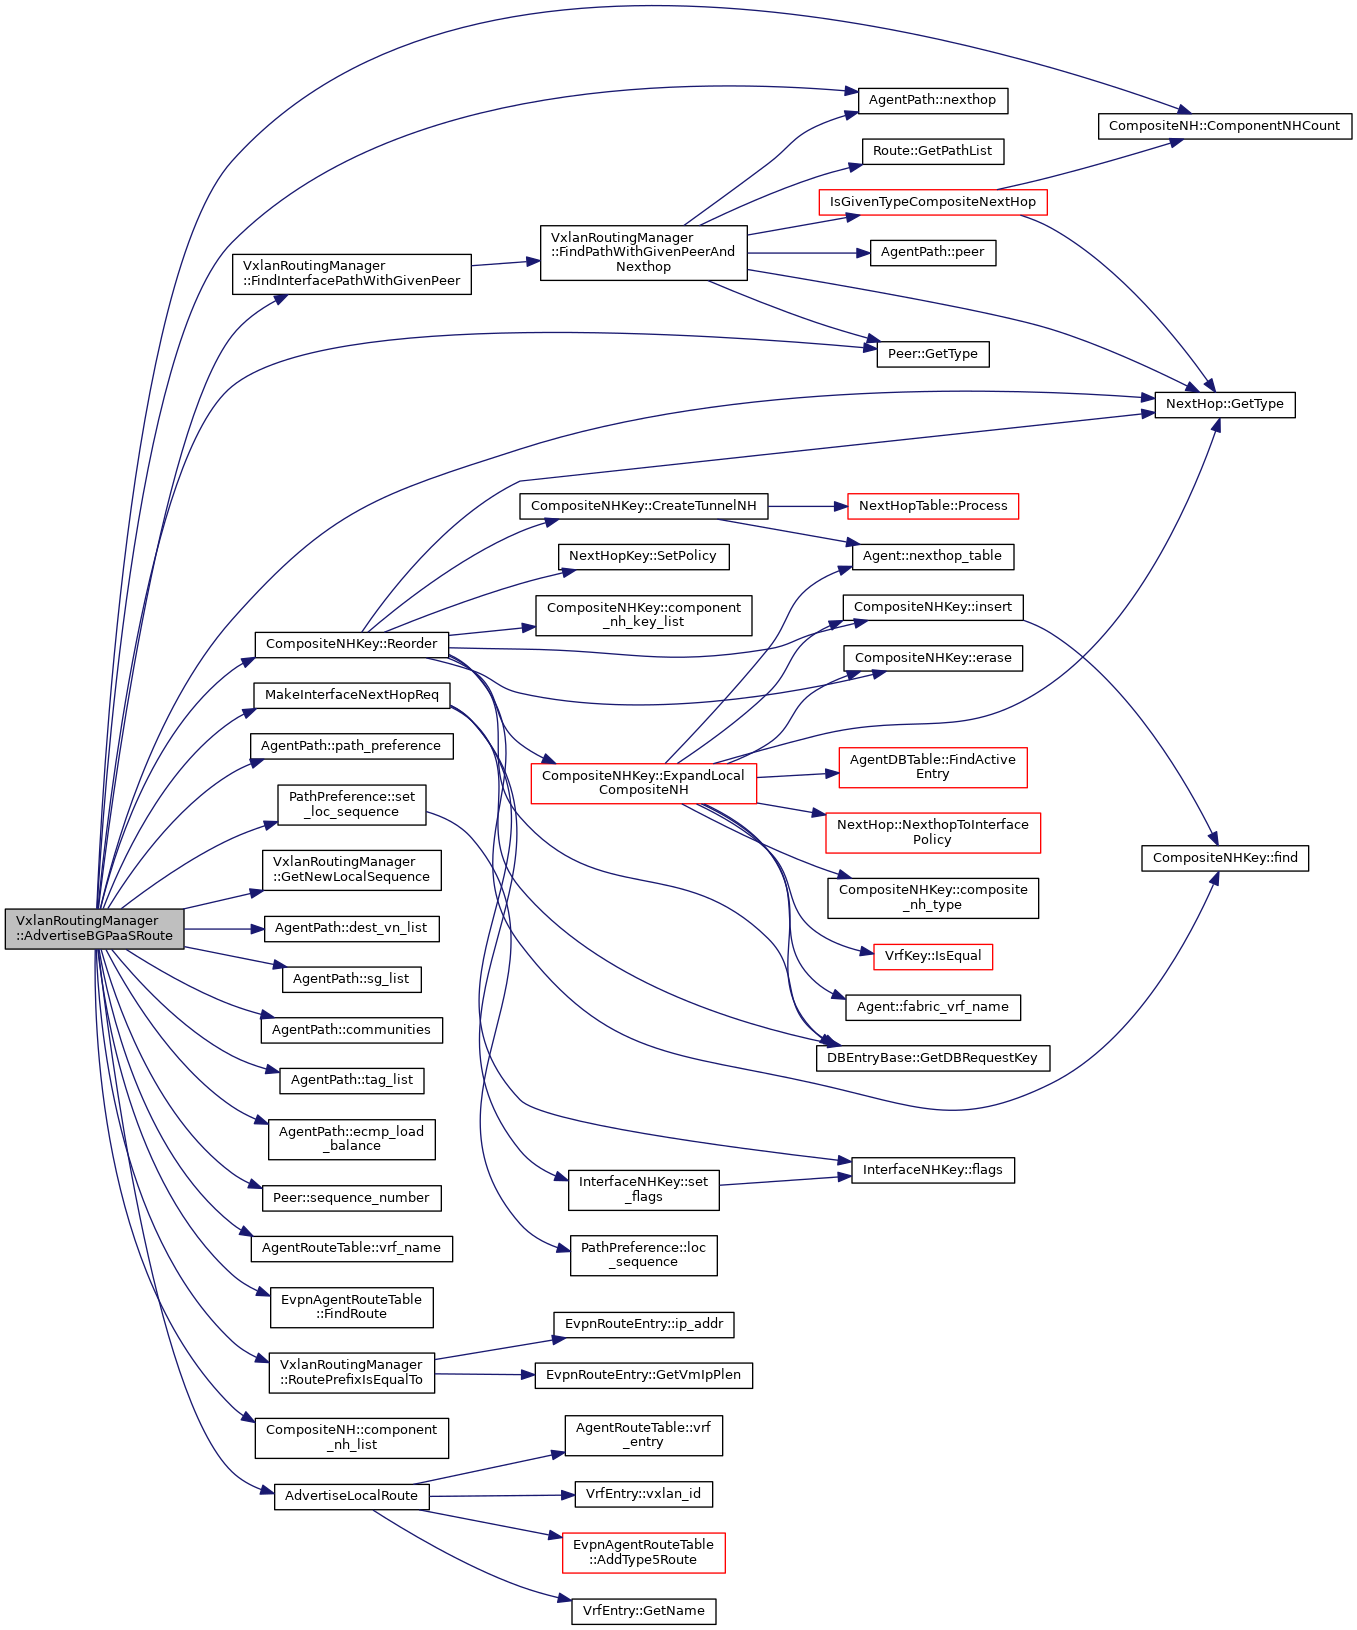 AgentPath::nexthop
CompositeNH::ComponentNHCount
Route::GetPathList
IsGivenTypeCompositeNextHop
VxlanRoutingManager
::FindPathWithGivenPeerAnd
Nexthop
AgentPath::peer
VxlanRoutingManager
::FindInterfacePathWithGivenPeer
Peer::GetType
NextHop::GetType
CompositeNHKey::CreateTunnelNH
NextHopTable::Process
NextHopKey::SetPolicy
Agent::nexthop_table
CompositeNHKey::component
_nh_key_list
CompositeNHKey::insert
CompositeNHKey::Reorder
CompositeNHKey::erase
MakeInterfaceNextHopReq
AgentPath::path_preference
AgentDBTable::FindActive
Entry
CompositeNHKey::ExpandLocal
CompositeNH
PathPreference::set
_loc_sequence
NextHop::NexthopToInterface
Policy
CompositeNHKey::find
VxlanRoutingManager
::GetNewLocalSequence
CompositeNHKey::composite
_nh_type
VxlanRoutingManager
::AdvertiseBGPaaSRoute
AgentPath::dest_vn_list
VrfKey::IsEqual
AgentPath::sg_list
Agent::fabric_vrf_name
AgentPath::communities
DBEntryBase::GetDBRequestKey
AgentPath::tag_list
AgentPath::ecmp_load
_balance
InterfaceNHKey::flags
InterfaceNHKey::set
_flags
Peer::sequence_number
AgentRouteTable::vrf_name
PathPreference::loc
_sequence
EvpnAgentRouteTable
::FindRoute
EvpnRouteEntry::ip_addr
VxlanRoutingManager
::RoutePrefixIsEqualTo
EvpnRouteEntry::GetVmIpPlen
CompositeNH::component
_nh_list
AgentRouteTable::vrf
_entry
AdvertiseLocalRoute
VrfEntry::vxlan_id
EvpnAgentRouteTable
::AddType5Route
VrfEntry::GetName